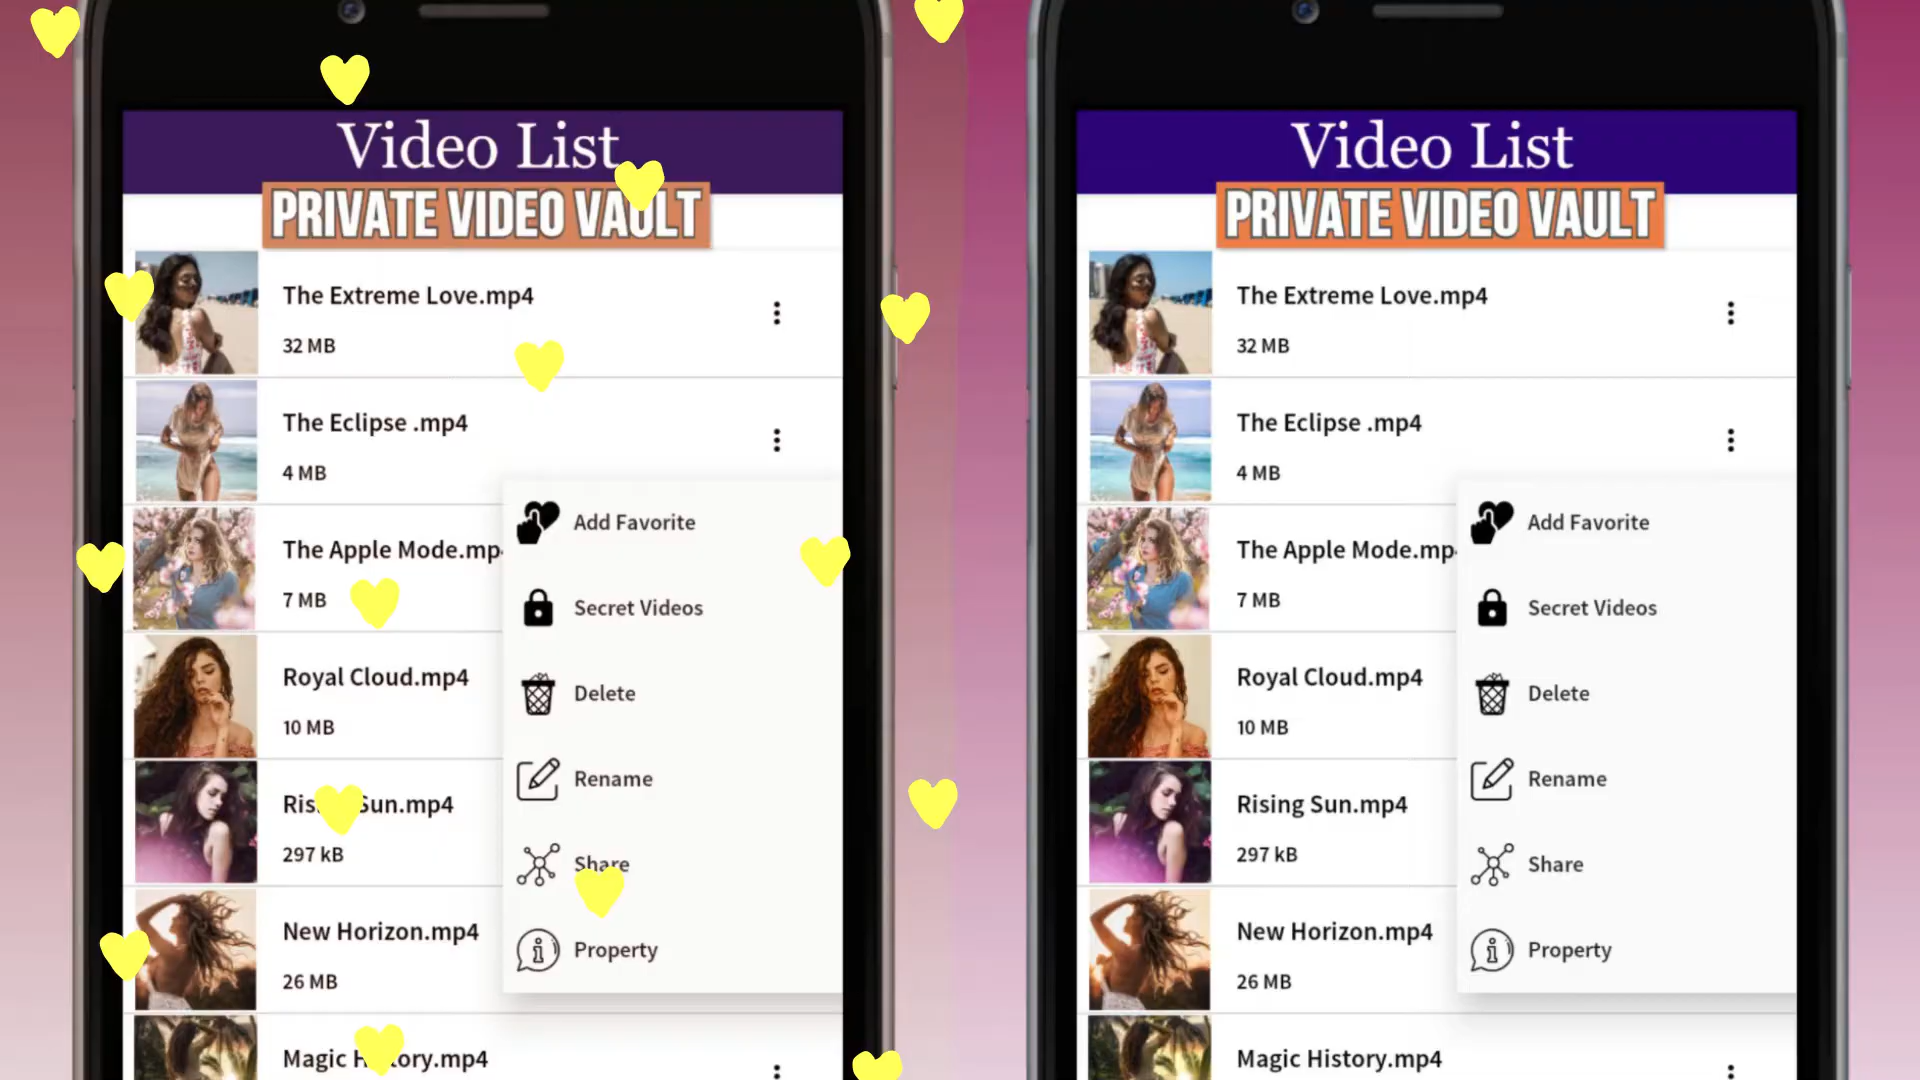 Video List
PRIVATE VIDEO VAULT
The Extreme Love.mp4
32 MB
The Eclipse .mp4
4 MB
The Apple Mode.mp
7 MB
Royal Cloud.mp4
10 MB
Sun.mp4
297 kB
New Horizon.mp4
26 MB
Magic
Add Favorite
Secret Videos
Delete
Rename
Share
Property
Video List
PRIVATE VIDEO VAULT
The Extreme Love.mp4
32 MB
The Eclipse .mp4
4 MB
The Apple Mode.mp
7 MB
Royal Cloud.mp4
10 MB
Rising Sun.mp4
297 kB
New Horizon.mp4
26 MB
Magic History.mp4
Add Favorite
Secret Videos
Delete
Rename
Share
Property